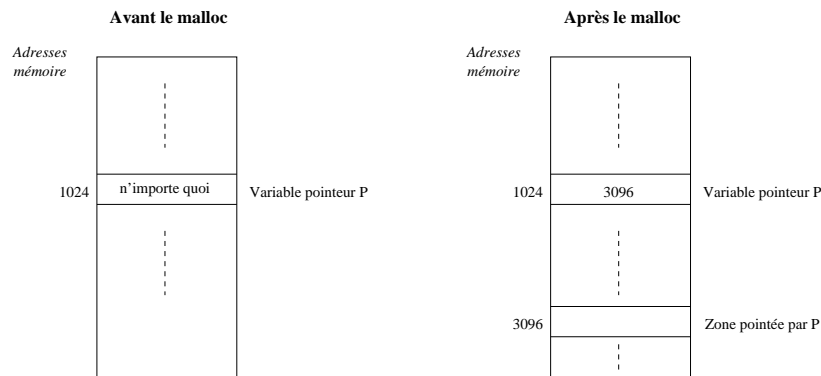 Avant le malloc
Adresses
mémoire
1024
n'importe quoi
Variable pointeur P
Après le malloc
Adresses
mémoire
1024
3096
Variable pointeur P
3096
Zone pointée par P